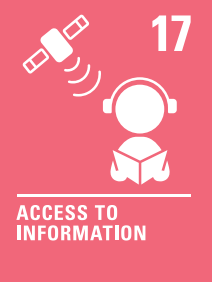 17
ACCESS TO
INFORMATION